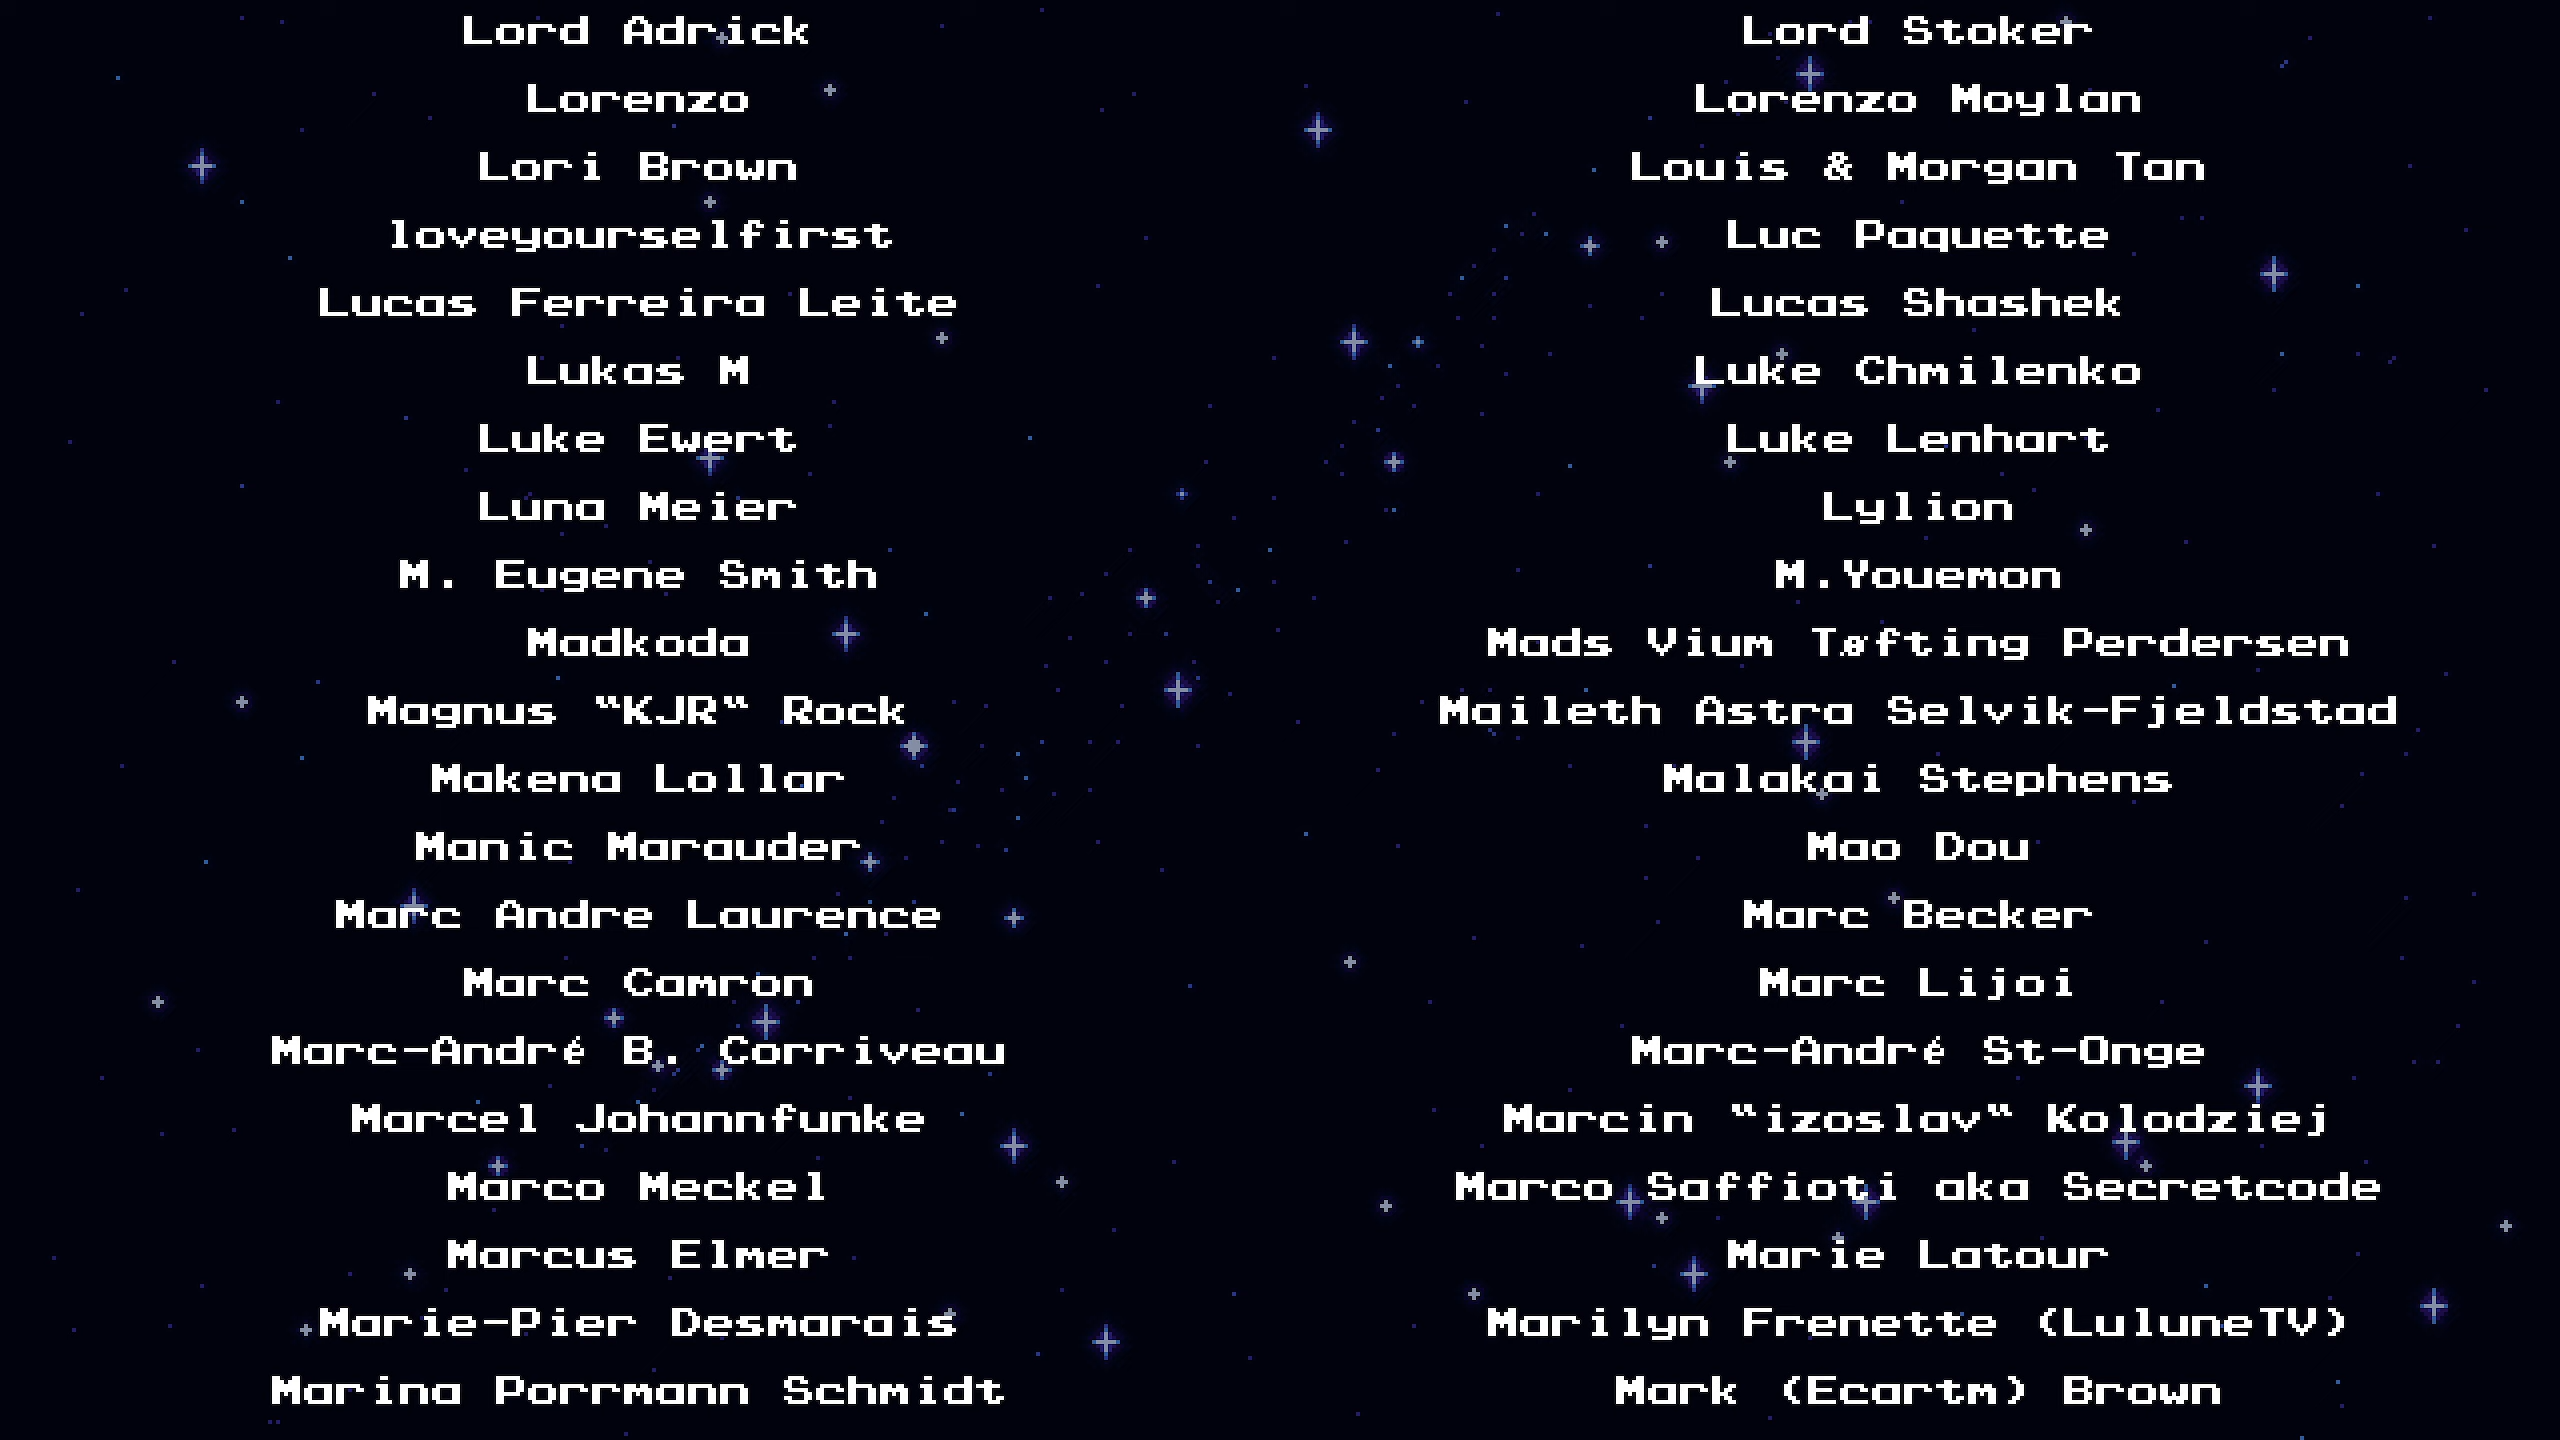 Lord Adrick
Lord Stoker
Lorenzo
Lorenzo Moylan
Lori Brown
Louis & Morgan Tan
loveyourselfirst
Luc Paquette
Lucas Ferreira Leite
Lucas Shashek
Lukas M
Luke Chmilenko
Luke Ewert
Luke Lenhart
Luna Meier
Lylion
M. Eugene Smith
M.Youemon
Madkoda
Mads Vium Tøfting Perdersen
Magnus "KJR" Rock
Maileth Astra Selvik-Fjeldstad
Makena Lollar
Malakai Stephens
Manic Marauder
Mao Dou
Marc Andre Laurence
Marc Becker
Marc Camron
Marc Lijoi
Marc-André B. Corriveau
Marc-André St-Onge
Marcel Johannfunke
Marcin "izoslav" Kolodziej
Marco Meckel
Marco Saffioti aka Secretcode
Marcus Elmer
Marie Latour
Marie-Pier Desmarais
Marilyn Frenette (LuluneTV)
Marina Porrmann Schmidt
Mark (Ecartm) Brown